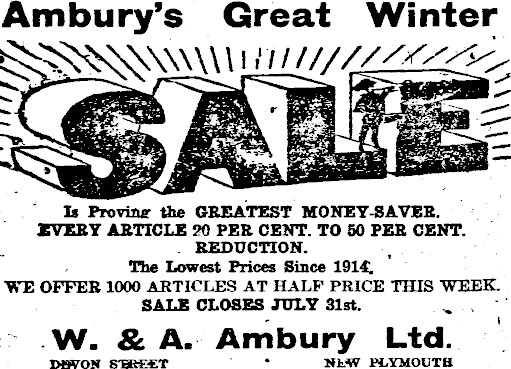 Ambury's Great Winter
SALE
Is Proving the GREATEST MONEY-SAVER.
EVERY ARTICLE 20 PER CENT. TO 50 PER CENT.
REDUCTION.
The Lowest Prices Since 1914.
WE OFFER 1000 ARTICLES AT HALF PRICE THIS WEEK.
SALE CLOSES JULY 31st.
W. & A. Ambury Ltd.
DEVON STREET NEW PLYMOUTH